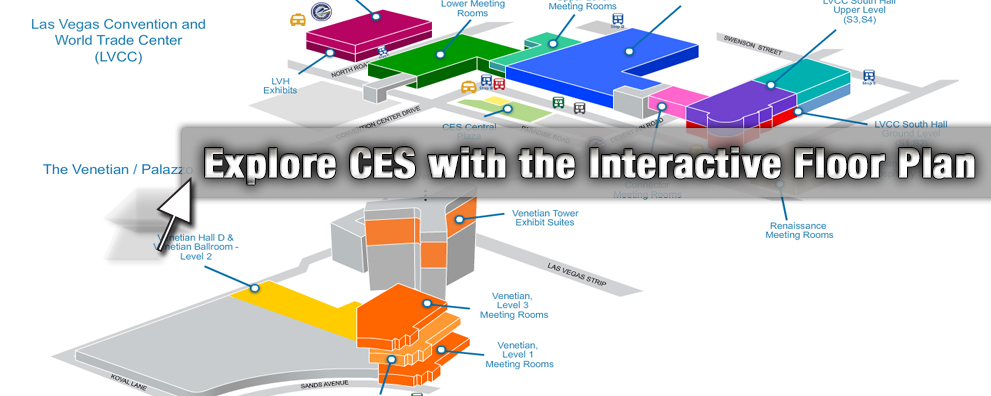 Lower Meeting
Rooms
Meeting Rooms
LVCC South Hall
Upper Level
(S3,S4)
Las Vegas Convention and
World Trade Center
(LVCC)
SWENSON STREET
NORTH ROAD
LVH
Exhibits
CONVENTION CENTER DRIVE
CES Central
LVCC South Hall
Ground Level
Explore CES with the Interactive Floor Plan
The Venetian / Palazzo
Meeting Rooms
Venetian Tower
Exhibit Suites
Renaissance
Meeting Rooms
Venetian Hall D &
Venetian Ballroom -
Level 2
LAS VEGAS STRIP
Venetian,
Level 3
Meeting Rooms
Venetian,
Level 1
Meeting Rooms
KOVAL LANE
SANDS AVENUE